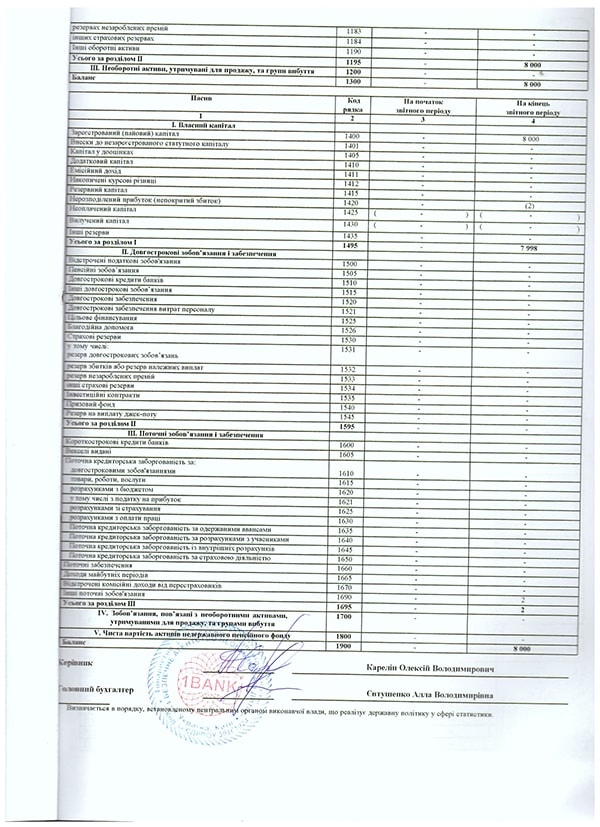 резервах незароблених премій 1183 - -
інших страхових резервах 1184 - -
Інші оборотні активи 1190 - -
Усього за розділом II 1195 - 8 000
III. Необоротні активи, утримувані для продажу, та групи вибуття 1200 - -
Баланс 1300 - 8 000
Пасив Код рядка На початок звітного періоду На кінець звітного періоду
1 2 3 4
I. Власний капітал
Зареєстрований (пайовий) капітал 1400 - 8 000
Внески до незареєстрованого статутного капіталу 1401 - -
Капітал у дооцінках 1405 - -
Додатковий капітал 1410 - -
Емісійний дохід 1411 - -
Накопичені курсові різниці 1412 - -
Резервний капітал 1415 - -
Нерозподілений прибуток (непокритий збиток) 1420 - (2)
Неоплачений капітал 1425 ( - ) ( - )
Вилучений капітал 1430 ( - ) ( - )
Інші резерви 1435 - -
Усього за розділом I 1495 - 7 998
II. Довгострокові зобов'язання і забезпечення
Відстрочені податкові зобов'язання 1500 - -
Пенсійні зобов'язання 1505 - -
Довгострокові кредити банків 1510 - -
Інші довгострокові зобов'язання 1515 - -
Довгострокові забезпечення 1520 - -
Довгострокові забезпечення витрат персоналу 1521 - -
Цільове фінансування 1525 - -
Благодійна допомога 1526 - -
Страхові резерви 1530 - -
у тому числі: 1531 - -
резерв довгострокових зобов'язань
резерв збитків або резерв належних виплат 1532 - -
резерв незароблених премій 1533 - -
інші страхові резерви 1534 - -
Інвестиційні контракти 1535 - -
Призовий фонд 1540 - -
Резерв на виплату джек-поту 1545 - -
Усього за розділом II 1595 - -
III. Поточні зобов'язання і забезпечення
Короткострокові кредити банків 1600 - -
Векселі видані 1605 - -
Поточна кредиторська заборгованість за:
довгостроковими зобов'язаннями 1610 - -
товари, роботи, послуги 1615 - -
розрахунками з бюджетом 1620 - -
у тому числі з податку на прибуток 1621 - -
розрахунками зі страхування 1625 - -
розрахунками з оплати праці 1630 - -
Поточна кредиторська заборгованість за одержаними авансами 1635 - -
Поточна кредиторська заборгованість за розрахунками з учасниками 1640 - -
Поточна кредиторська заборгованість із внутрішніх розрахунків 1645 - -
Поточна кредиторська заборгованість за страховою діяльністю 1650 - -
Поточні забезпечення 1660 - -
Доходи майбутніх періодів 1665 - -
Відстрочені комісійні доходи від перестраховиків 1670 - -
Інші поточні зобов'язання 1690 - 2
Усього за розділом III 1695 - 2
IV. Зобов'язання, пов'язані з необоротними активами, 1700 - -
утримуваними для продажу, та групами вибуття
V. Чиста вартість активів недержавного пенсійного фонду 1800 - -
Баланс 1900 - 8 000
Керівник Карелін Олексій Володимирович
1BANK
Головний бухгалтер Євтушенко Алла Володимирівна
Визначається в порядку, встановленому центральним органом виконавчої влади, що реалізує державну політику у сфері статистики.